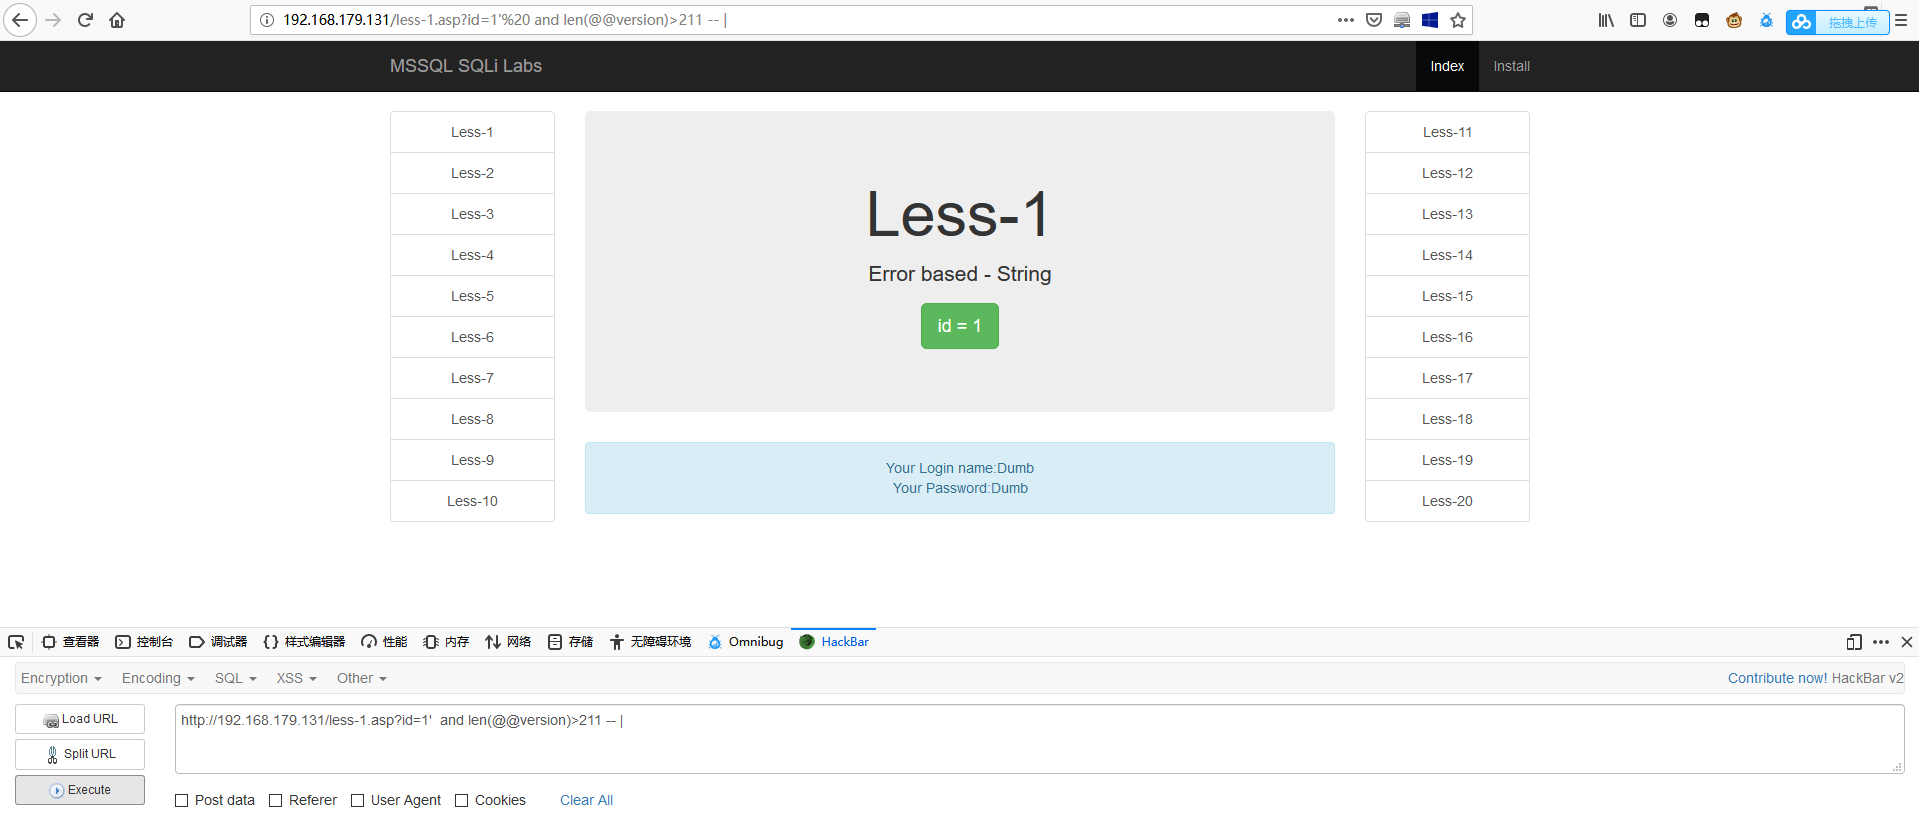 192.168.179.131/less-1.asp?id=1'%20 and len(@@version)>211 -- |
拖拽上传
MSSQL SQLi Labs
Index
Install
Less-1
Less-2
Less-3
Less-4
Less-5
Less-6
Less-7
Less-8
Less-9
Less-10
Less-1
Error based - String
id = 1
Your Login name:Dumb
Your Password:Dumb
Less-11
Less-12
Less-13
Less-14
Less-15
Less-16
Less-17
Less-18
Less-19
Less-20
查看器
控制台
调试器
样式编辑器
性能
内存
网络
存储
无障碍环境
Omnibug
HackBar
Encryption
Encoding
SQL
XSS
Other
Contribute now! HackBar v2
Load URL
Split URL
Execute
http://192.168.179.131/less-1.asp?id=1'  and len(@@version)>211 -- |
Post data
Referer
User Agent
Cookies
Clear All